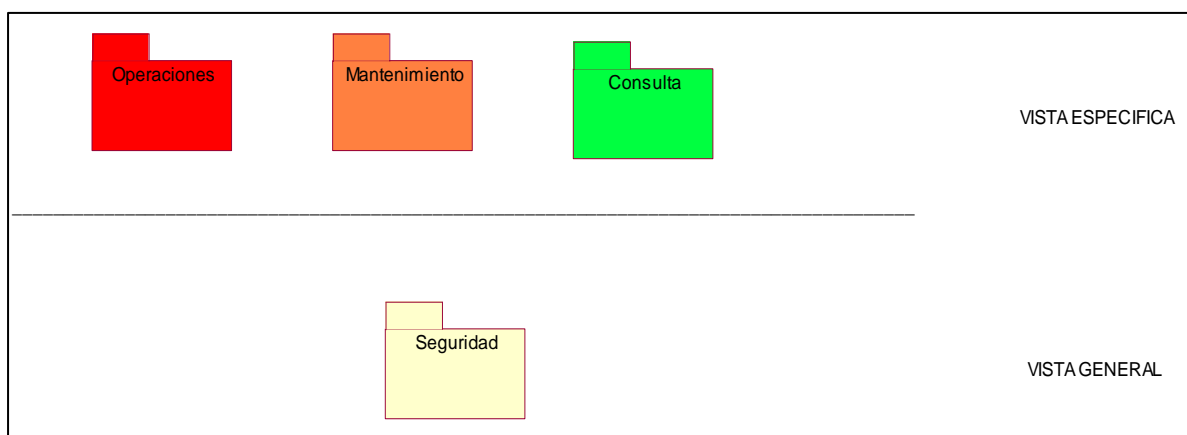 Operaciones
Mantenimiento
Consulta
VISTA ESPECIFICA
Seguridad
VISTA GENERAL